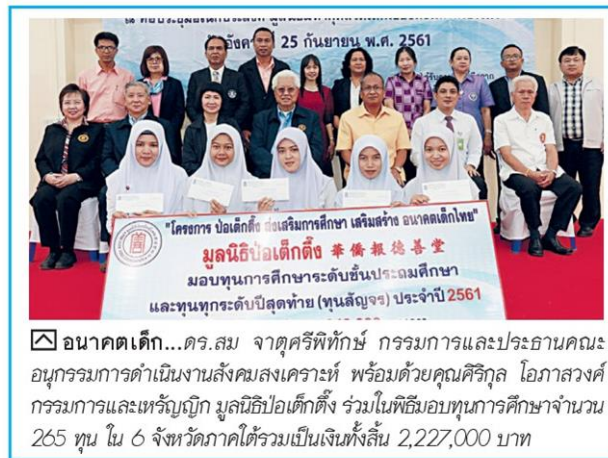 วันอังคารที่ 25 กันยายน พ.ศ. 2561
"โครงการ ป่อเต็กตึ๊ง ส่งเสริมการศึกษา เสริมสร้าง อนาคตเด็กไทย"
มูลนิธิป่อเต็กตึ๊ง 華僑報德善堂
มอบทุนการศึกษาระดับชั้นประถมศึกษา
และทุนทุกระดับปีสุดท้าย (ทุนสัญจร) ประจำปี 2561
อนาคตเด็ก...ดร.สม จาตุศรีพิทักษ์ กรรมการและประธานคณะ
อนุกรรมการดำเนินงานสังคมสงเคราะห์ พร้อมด้วยคุณศิริกุล โอภาสวงศ์
กรรมการและเหรัญญิก มูลนิธิป่อเต็กตึ๊ง ร่วมในพิธีมอบทุนการศึกษาจำนวน
265 ทุน ใน 6 จังหวัดภาคใต้รวมเป็นเงินทั้งสิ้น 2,227,000 บาท